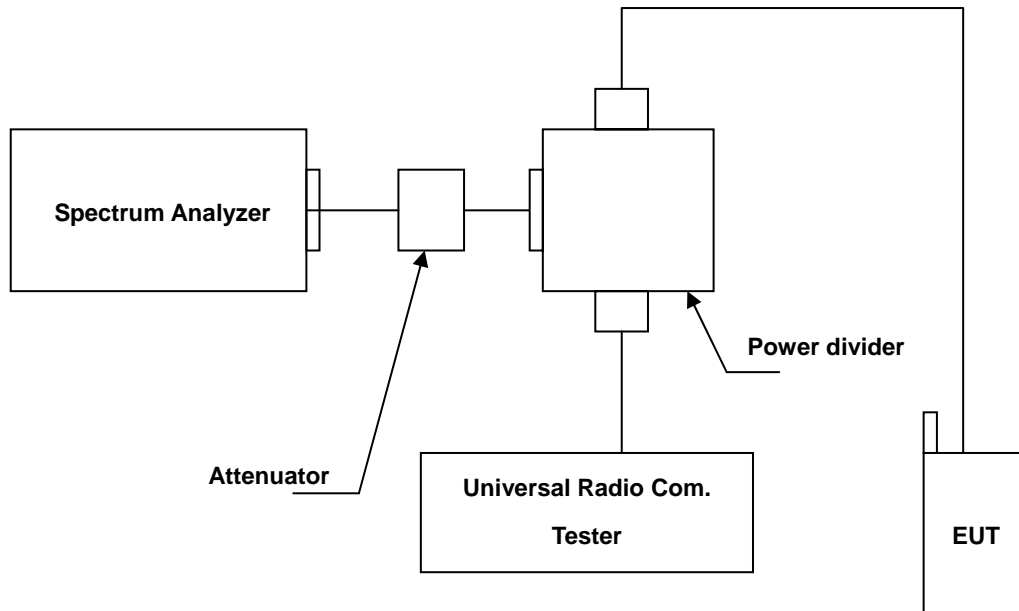 Spectrum Analyzer
Power divider
Attenuator
Universal Radio Com.
Tester
EUT